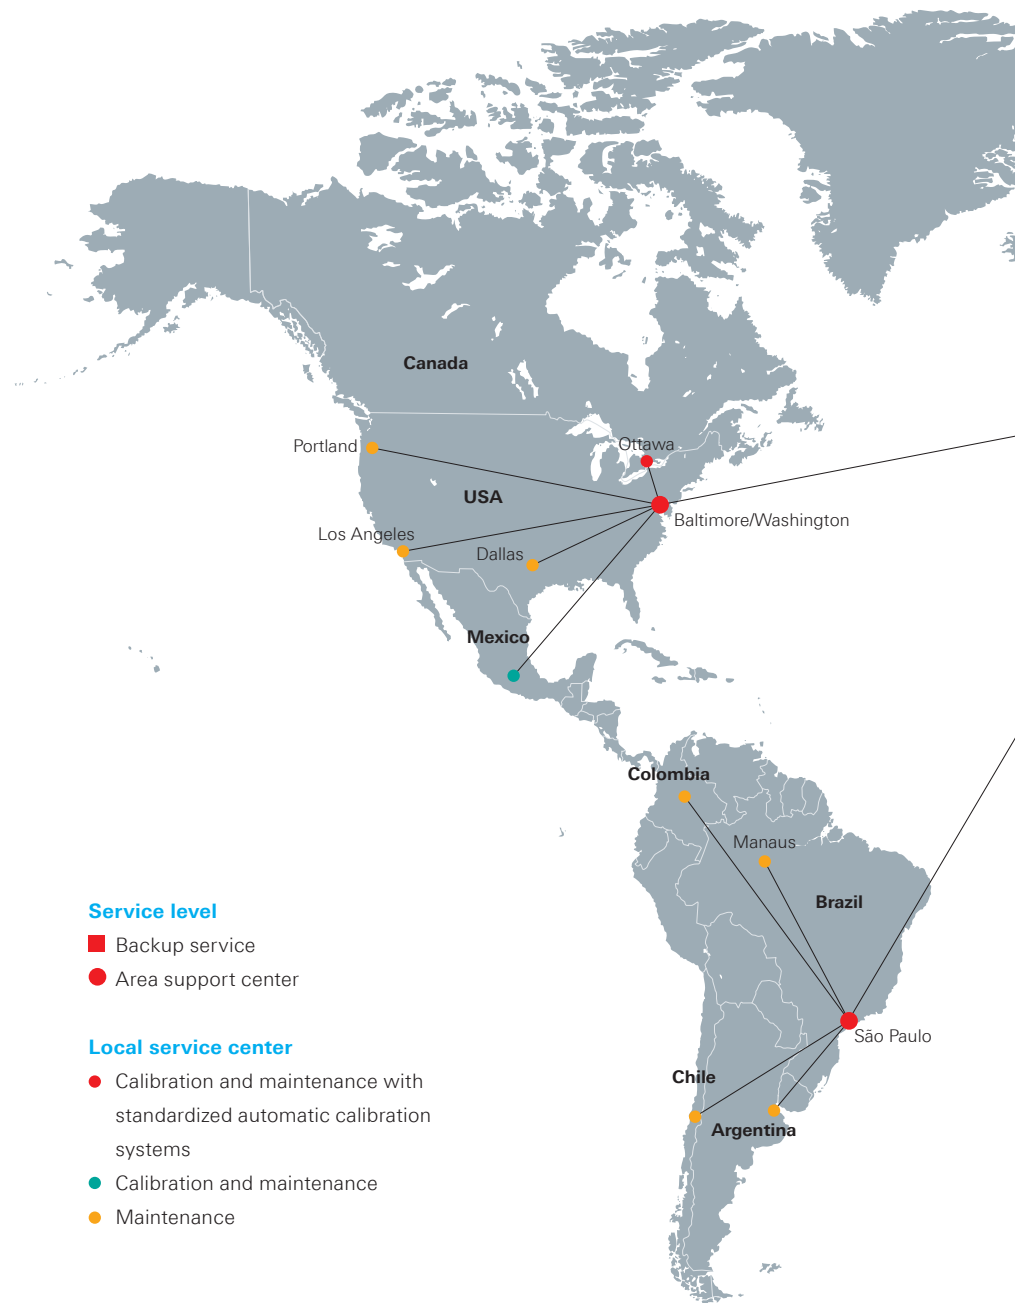 Canada
Ottawa
Portland
USA
Baltimore/Washington
Los Angeles
Dallas
Mexico
Colombia
Manaus
Brazil
São Paulo
Chile
Argentina
Service level
Backup service
Area support center
Local service center
Calibration and maintenance with
standardized automatic calibration
systems
Calibration and maintenance
Maintenance